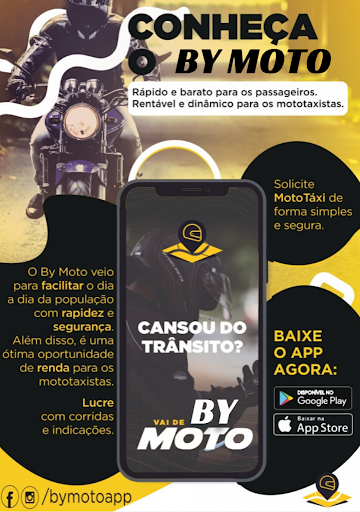 CONHEÇA
O BY MOTO
Rápido e barato para os passageiros.
Rentável e dinâmico para os mototaxistas.
Solicite
MotoTáxi de
forma simples
e segura.
O By Moto veio
para facilitar o dia
a dia da população
com rapidez e
segurança.
Além disso, é uma
ótima oportunidade
de renda para os
mototaxistas.
Lucre
com corridas
e indicações.
CANSOU DO
TRÂNSITO?
VAI DE BY
MOTO
BAIXE
O APP
AGORA:
DISPONÍVEL NO
Google Play
Baixar na
App Store
/bymotoapp